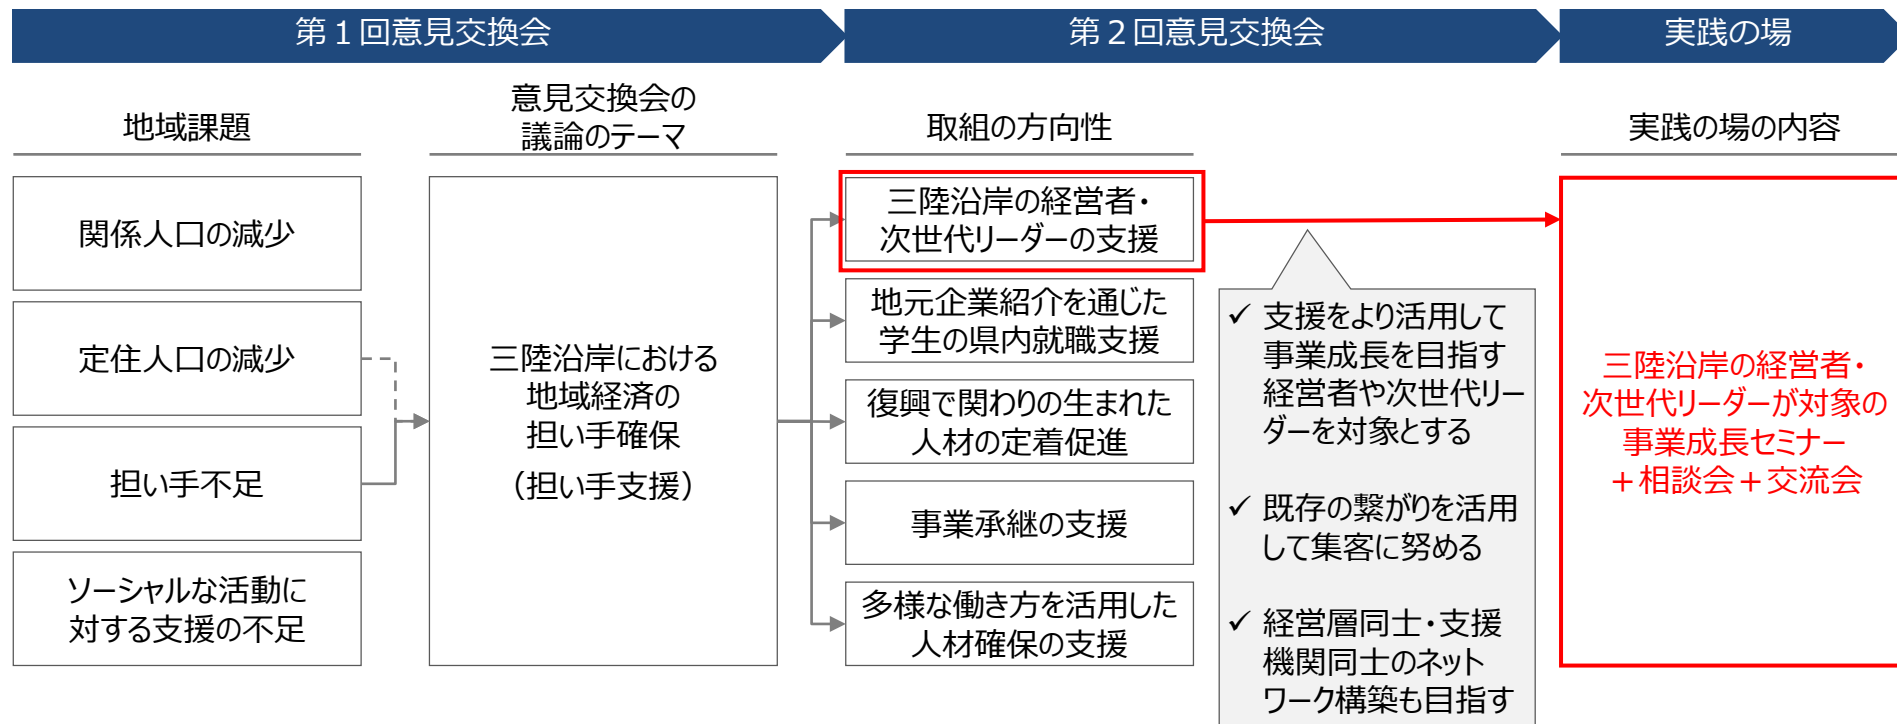 第１回意見交換会
第２回意見交換会
実践の場
地域課題
意見交換会の
議論のテーマ
取組の方向性
実践の場の内容
関係人口の減少
定住人口の減少
担い手不足
ソーシャルな活動に
対する支援の不足
三陸沿岸における
地域経済の
担い手確保
（担い手支援）
三陸沿岸の経営者・
次世代リーダーの支援
地元企業紹介を通じた
学生の県内就職支援
復興で関わりの生まれた
人材の定着促進
事業承継の支援
多様な働き方を活用した
人材確保の支援
✓ 支援をより活用して
事業成長を目指す
経営者や次世代リー
ダーを対象とする
✓ 既存の繋がりを活用
して集客に努める
✓ 経営層同士・支援
機関同士のネット
ワーク構築も目指す
三陸沿岸の経営者・
次世代リーダーが対象の
事業成長セミナー
＋相談会＋交流会